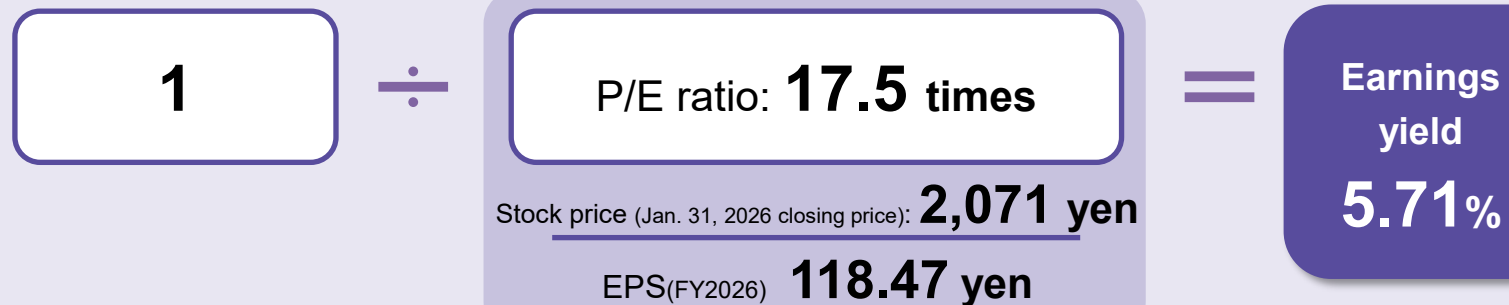 1
÷
P/E ratio: 17.5 times
=
Earnings
yield
5.71%
Stock price (Jan. 31, 2026 closing price): 2,071 yen
EPS(FY2026) 118.47 yen